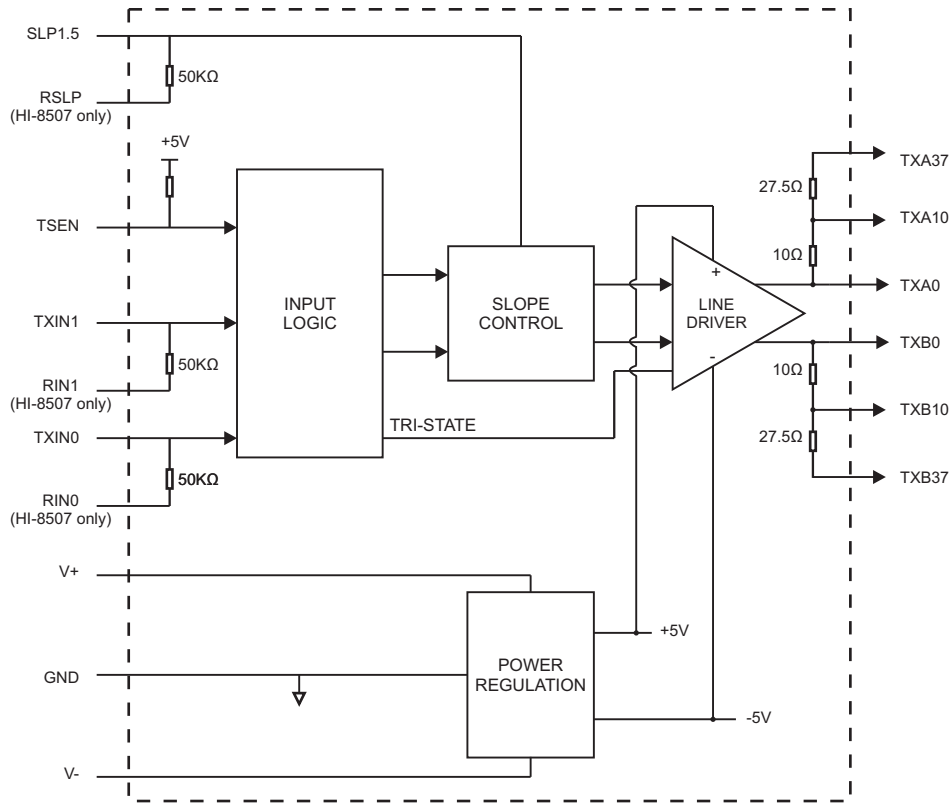 SLP1.5
50KΩ
RSLP
(HI-8507 only)
+5V
TSEN
TXIN1
50KΩ
RIN1
(HI-8507 only)
TXIN0
50KΩ
RIN0
(HI-8507 only)
INPUT
LOGIC
SLOPE
CONTROL
TRI-STATE
+
LINE
DRIVER
-
27.5Ω
10Ω
10Ω
27.5Ω
TXA37
TXA10
TXA0
TXB0
TXB10
TXB37
V+
GND
V-
POWER
REGULATION
+5V
-5V